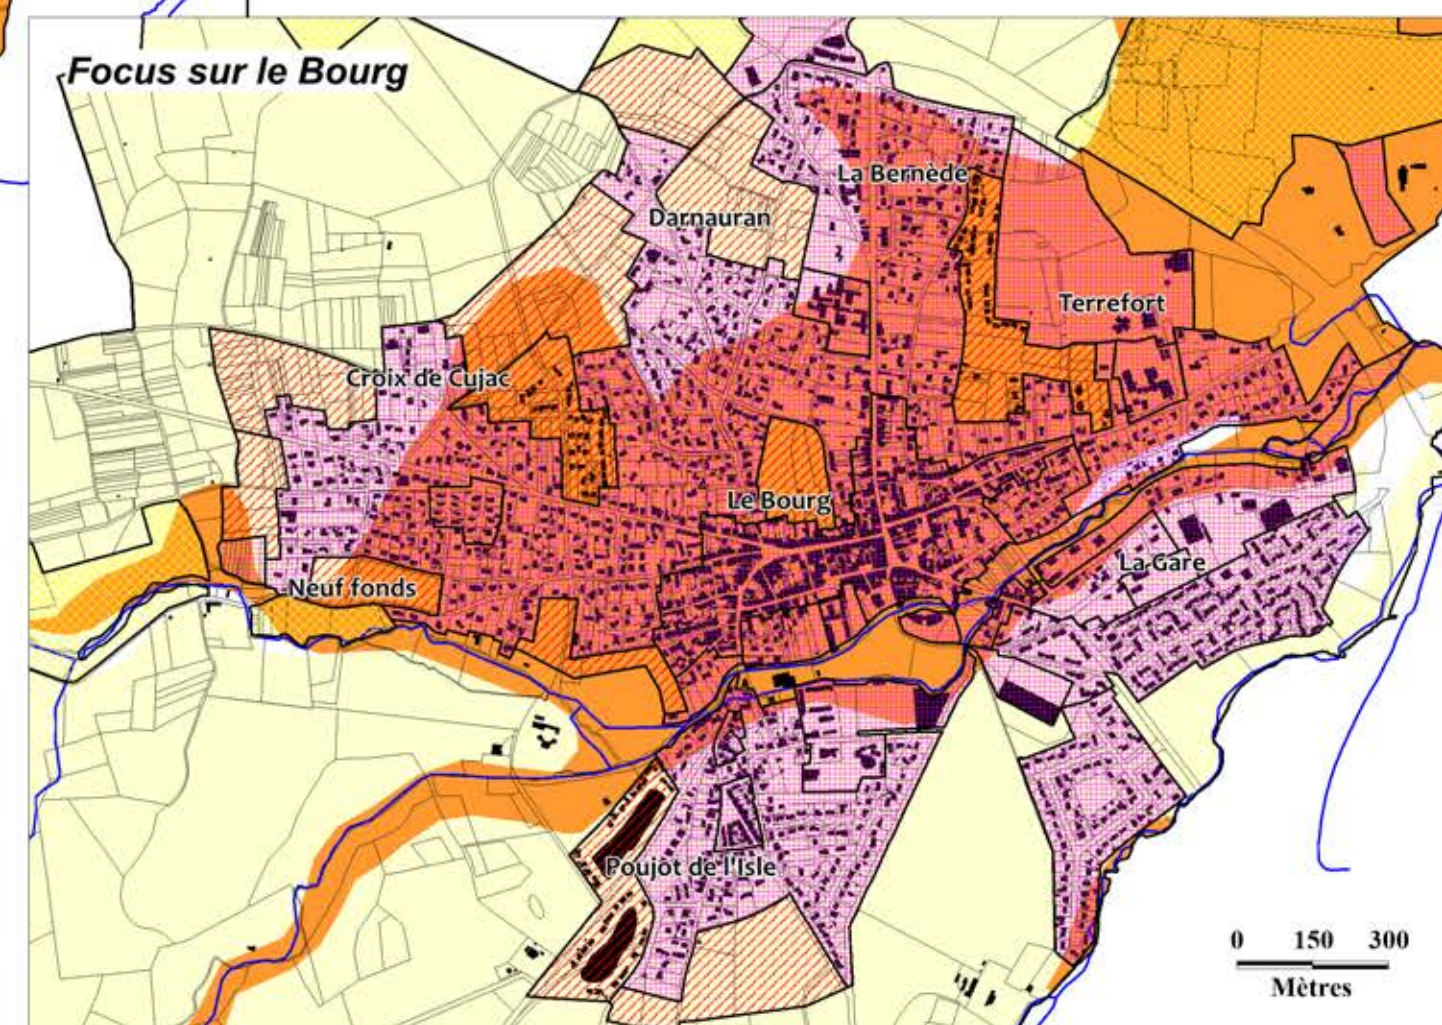 Focus sur le Bourg
La Bernède
Darnauran
Terrefort
Croix de Cujac
Le Bourg
La Gare
Neuf fonds
Poujot de l'Isle
0 150 300
Mètres